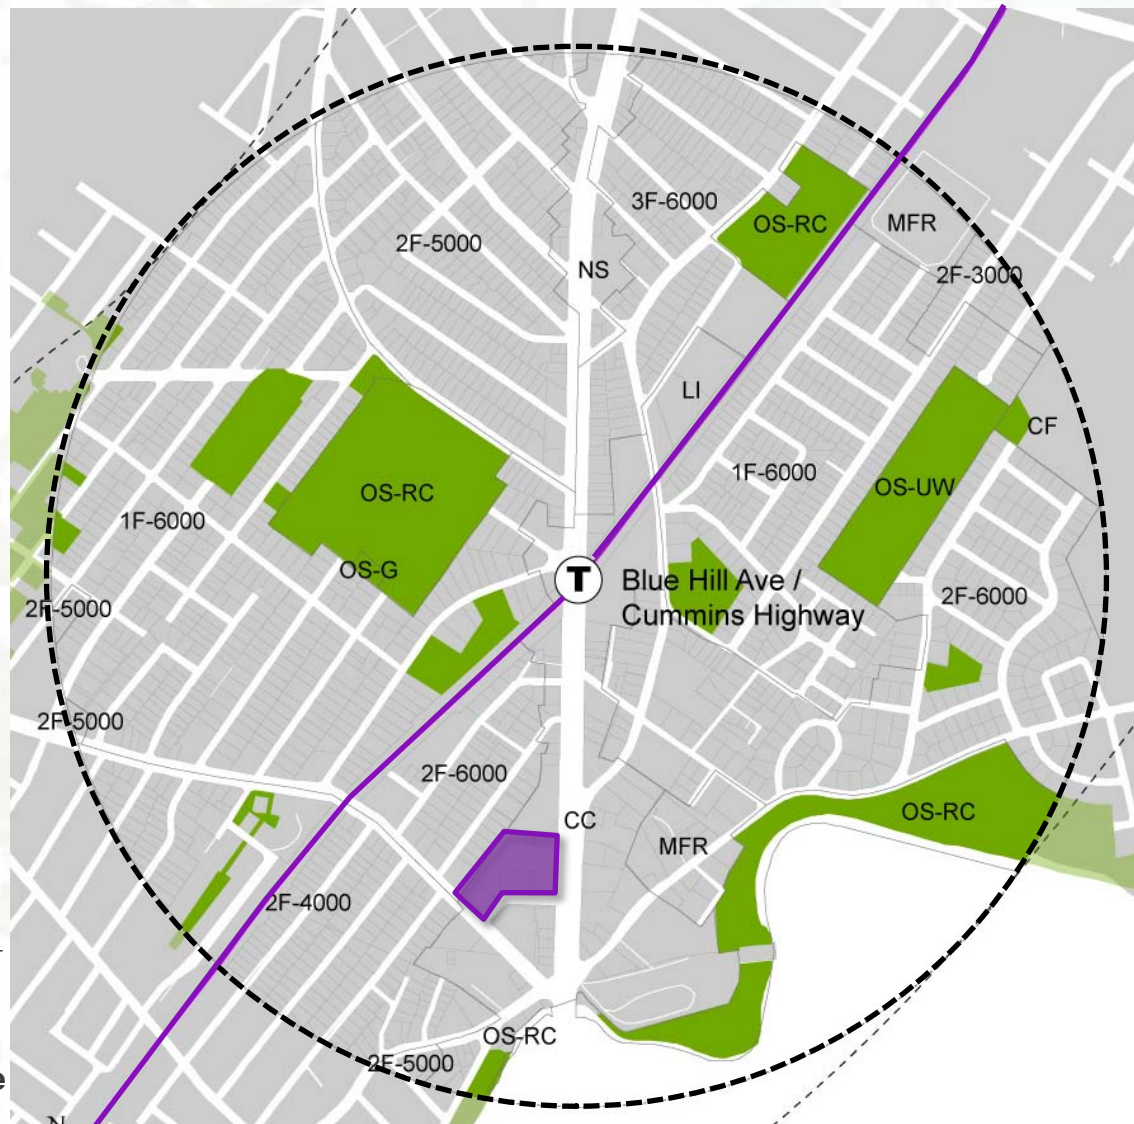 3F-6000
OS-RC
MFR
2F-5000
NS
2F-3000
LI
CF
1F-6000
OS-UW
OS-RC
1F-6000
OS-G
T
Blue Hill Ave /
Cummins Highway
2F-5000
2F-6000
2F-5000
2F-6000
OS-RC
CC
MFR
2F-4000
OS-RC
2F-5000
e